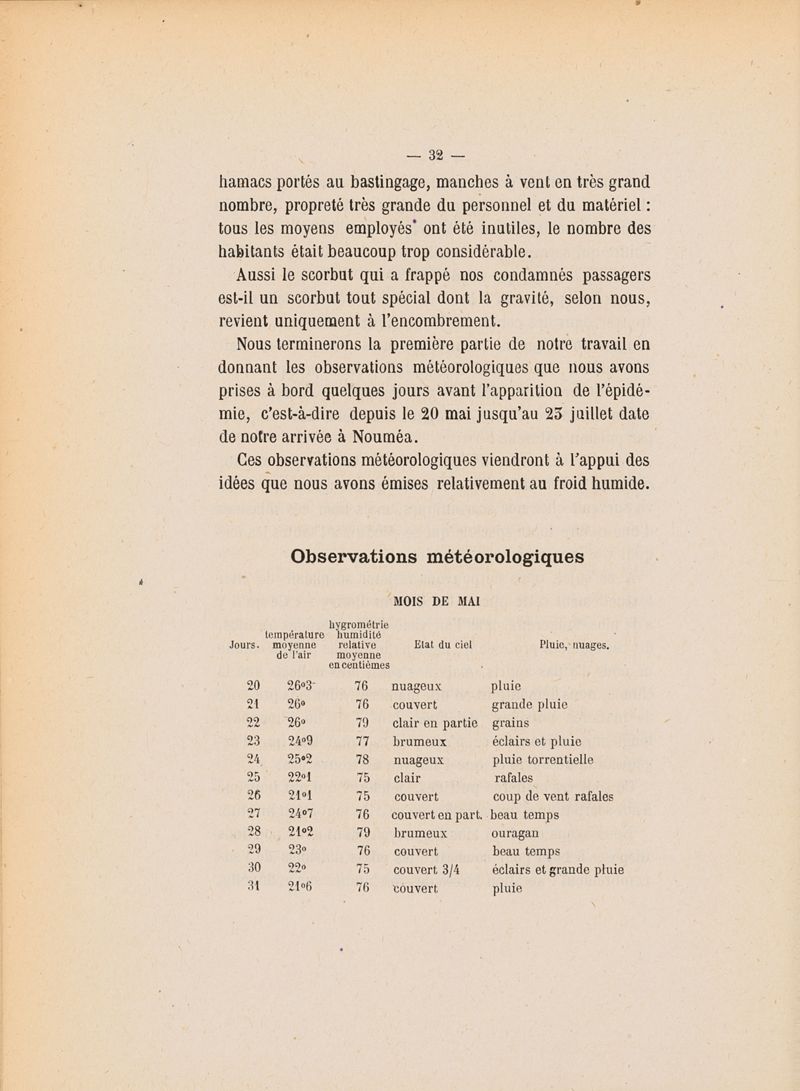 — 32 —
hamacs portés au bastingage, manches à vent en très grand
nombre, propreté très grande du personnel et du matériel :
tous les moyens employés ont été inutiles, le nombre des
habitants était beaucoup trop considérable.
Aussi le scorbut qui a frappé nos condamnés passagers
est-il un scorbut tout spécial dont la gravité, selon nous,
revient uniquement à l'encombrement.
Nous terminerons la première partie de notre travail en
donnant les observations météorologiques que nous avons
prises à bord quelques jours avant l'apparition de l'épidé-
mie, c'est-à-dire depuis le 20 mai jusqu'au 23 juillet date
de notre arrivée à Nouméa.
Ces observations météorologiques viendront à l'appui des
idées que nous avons émises relativement au froid humide.
Observations météorologiques
MOIS DE MAI
hygrométrie
température humidité
Jours. moyenne relative Etat du ciel Pluie, nuages.
de l'air moyenne
en centièmes
20 26°3 76 nuageux pluie
21 26° 76 couvert grande pluie
22 26° 79 clair en partie grains
23 24°9 77 brumeux éclairs et pluie
24 25°2 78 nuageux pluie torrentielle
25 22°1 75 clair rafales
26 21°1 75 couvert coup de vent rafales
27 24°7 76 couvert en part. beau temps
28 21°2 79 brumeux ouragan
29 23° 76 couvert beau temps
30 22° 75 couvert 3/4 éclairs et grande pluie
31 21°6 76 couvert pluie